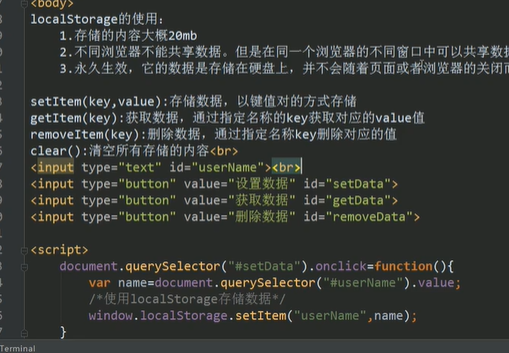 <body>
localStorage的使用：
1.存储的内容大概20mb
2.不同浏览器不能共享数据。但是在同一个浏览器的不同窗口中可以共享数据
3.永久生效，它的数据是存储在硬盘上，并不会随着页面或者浏览器的关闭而
setItem(key,value):存储数据，以键值对的方式存储
getItem(key):获取数据，通过指定名称的key获取对应的value值
removeItem(key):删除数据，通过指定名称key删除对应的值
clear():清空所有存储的内容<br>
<input type="text" id="userName"><br>
<input type="button" value="设置数据" id="setData">
<input type="button" value="获取数据" id="getData">
<input type="button" value="删除数据" id="removeData">
<script>
document.querySelector("#setData").onclick=function(){
var name=document.querySelector("#userName").value;
/*使用localStorage存储数据*/
window.localStorage.setItem("userName",name);
}
Terminal